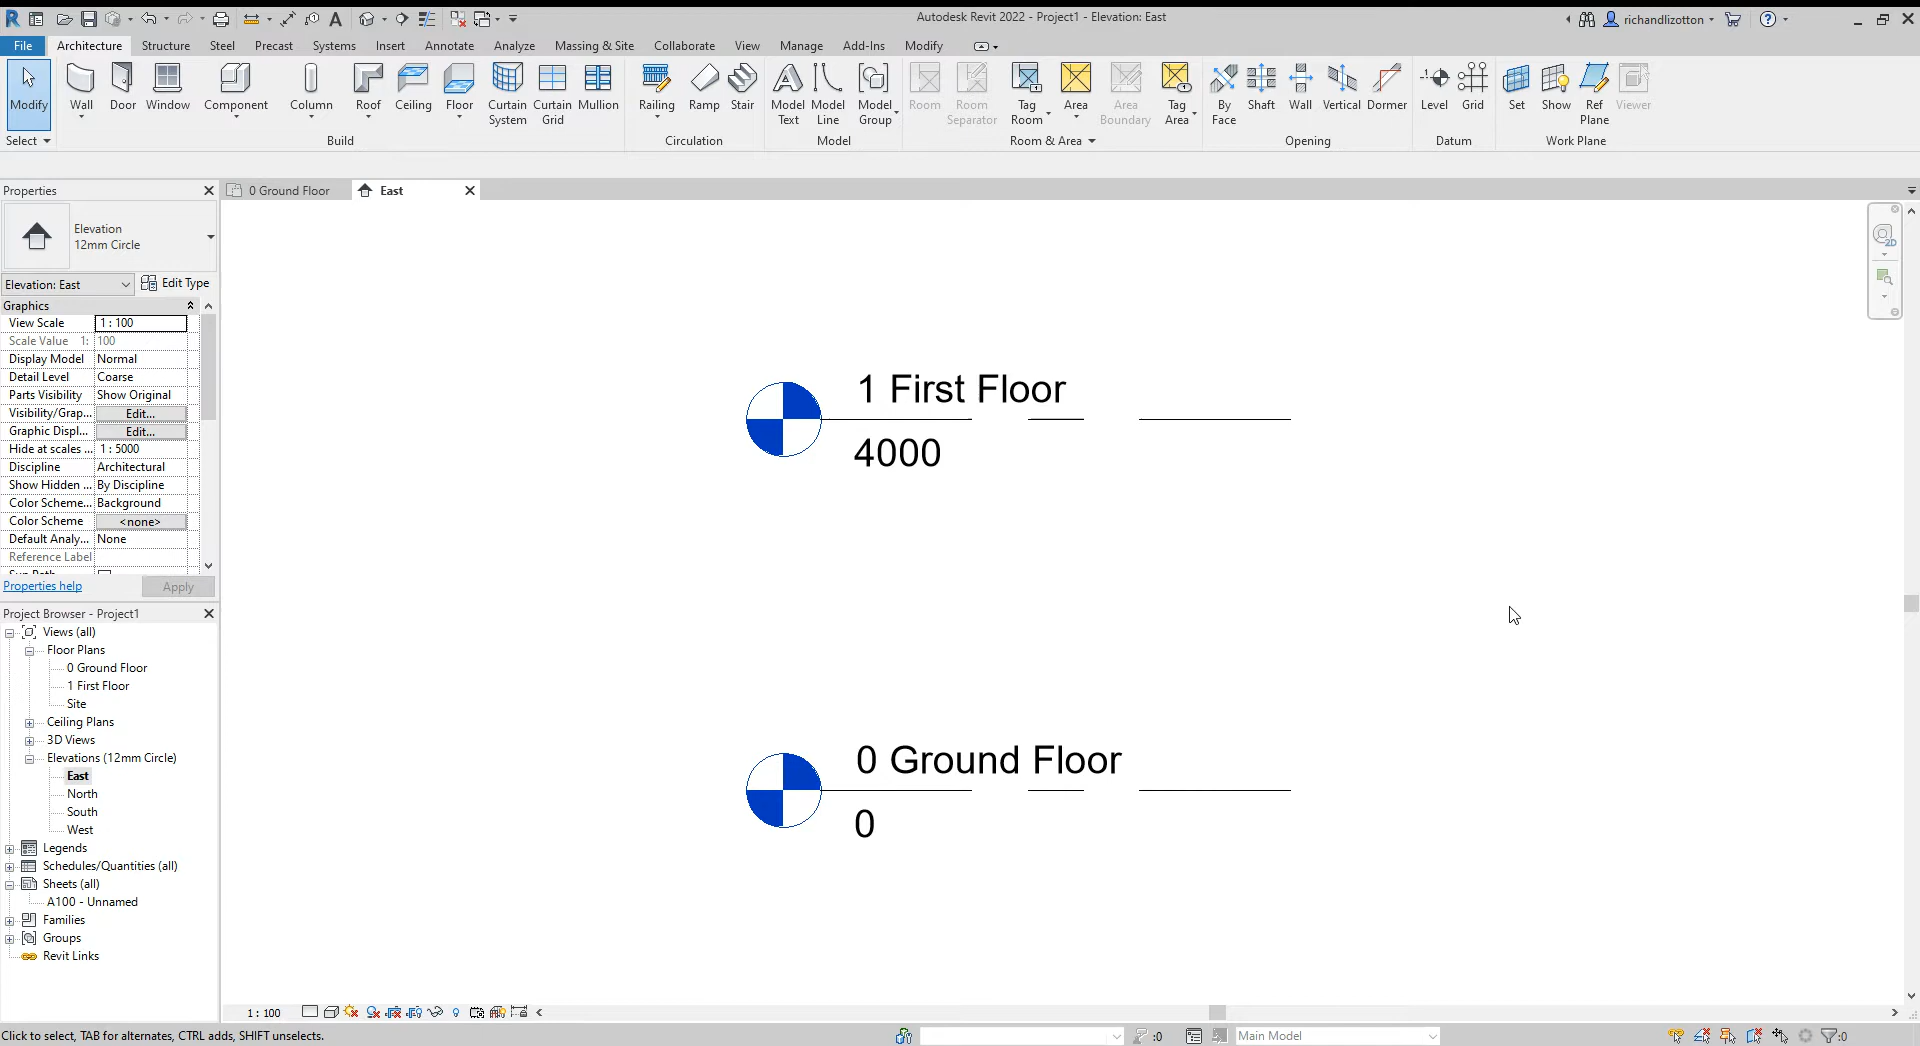 Autodesk Revit 2022 - Project1 - Elevation: East
richandlizotton
File Architecture Structure Steel Precast Systems Insert Annotate Analyze Massing & Site Collaborate View Manage Add-Ins Modify
Modify Wall Door Window Component Column Roof Ceiling Floor Curtain System Curtain Grid Mullion Railing Ramp Stair Model Text Model Line Model Group Room Room Separator Tag Room Area Area Boundary Tag Area By Face Shaft Wall Vertical Dormer Level Grid Set Show Ref Plane Viewer
Select Build Circulation Model Room & Area Opening Datum Work Plane
Properties
0 Ground Floor
East
Elevation
12mm Circle
Elevation: East Edit Type
Graphics
View Scale 1 : 100
Scale Value 1: 100
Display Model Normal
Detail Level Coarse
Parts Visibility Show Original
Visibility/Grap... Edit...
Graphic Displ... Edit...
Hide at scales ... 1 : 5000
Discipline Architectural
Show Hidden ... By Discipline
Color Scheme... Background
Color Scheme <none>
Default Analy... None
Reference Label
Properties help Apply
Project Browser - Project1
Views (all)
Floor Plans
0 Ground Floor
1 First Floor
Site
Ceiling Plans
3D Views
Elevations (12mm Circle)
East
North
South
West
Legends
Schedules/Quantities (all)
Sheets (all)
A100 - Unnamed
Families
Groups
Revit Links
1 First Floor
4000
0 Ground Floor
0
2D
1 : 100
Click to select, TAB for alternates, CTRL adds, SHIFT unselects.
:0
Main Model
:0